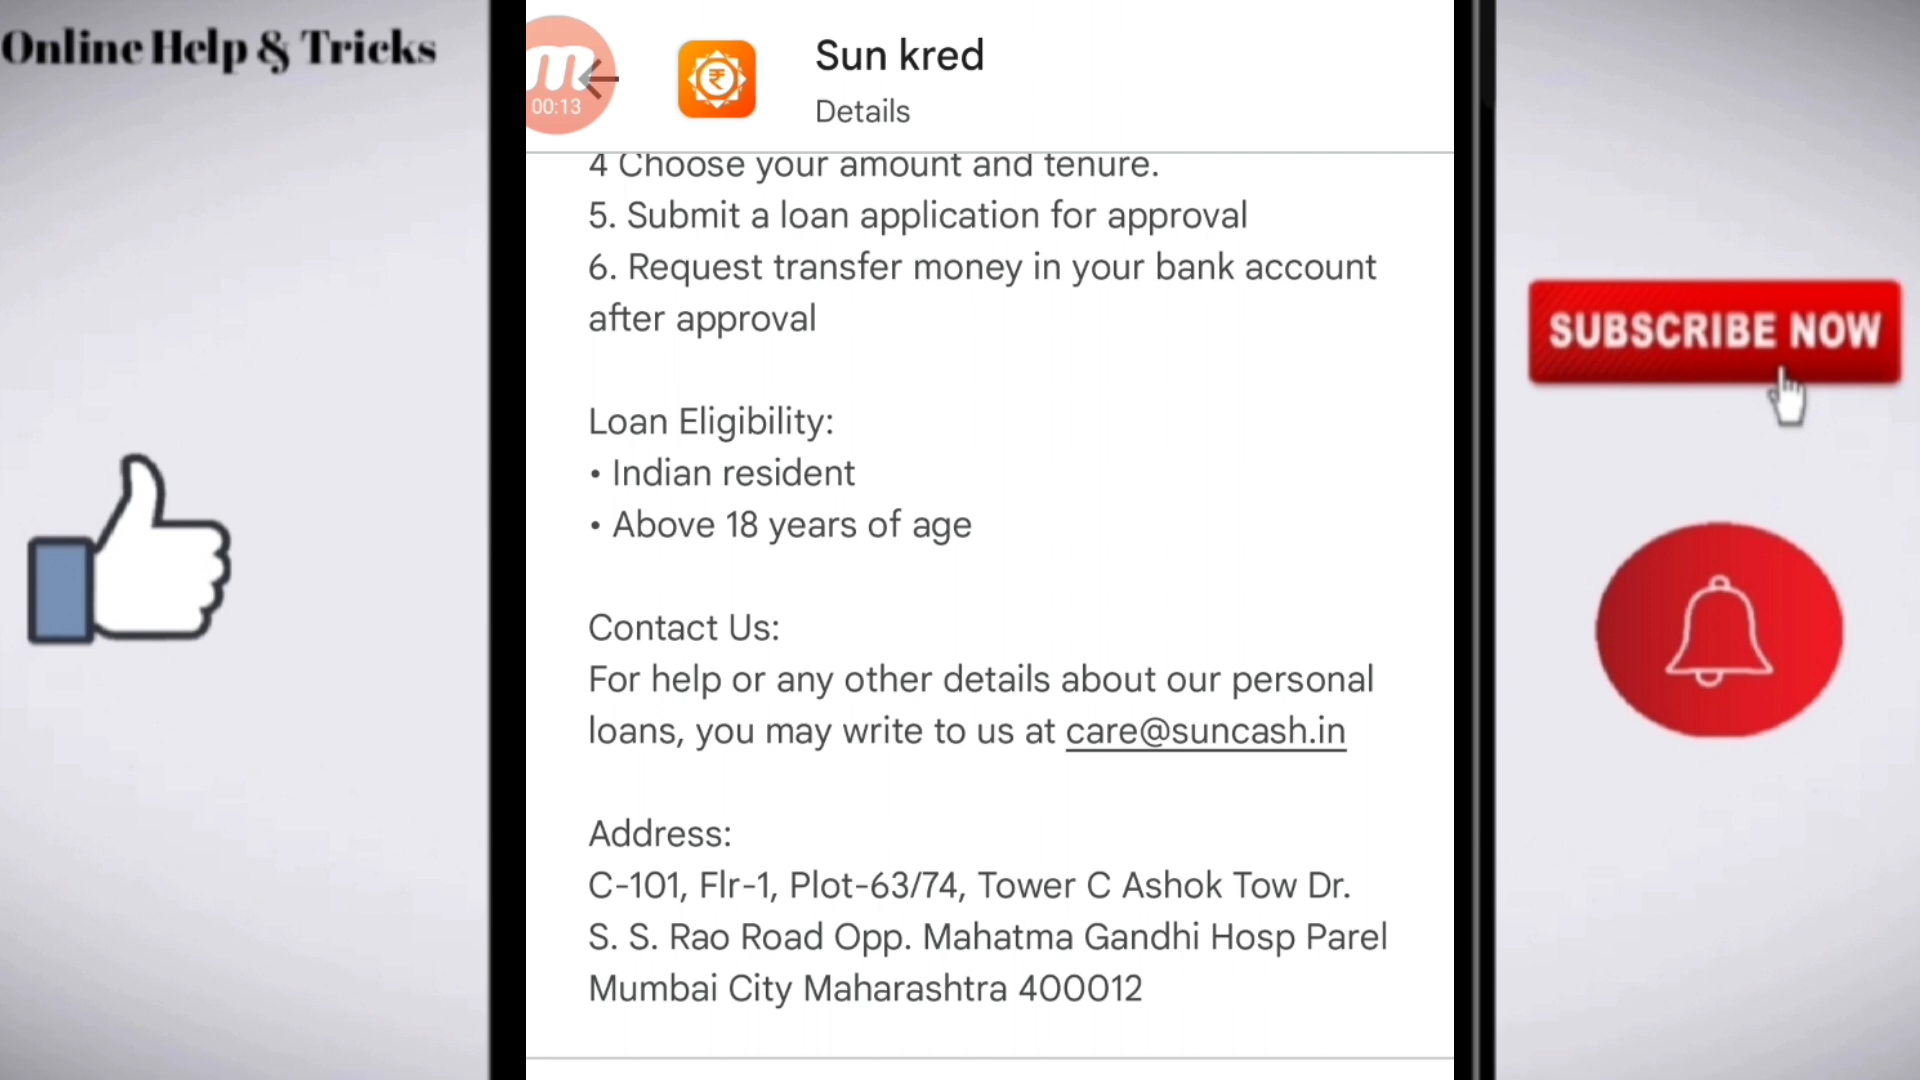 Online Help & Tricks
00:13
Sun kred
Details
4 Choose your amount and tenure.
5. Submit a loan application for approval
6. Request transfer money in your bank account
after approval
Loan Eligibility:
• Indian resident
• Above 18 years of age
Contact Us:
For help or any other details about our personal
loans, you may write to us at care@suncash.in
Address:
C-101, Flr-1, Plot-63/74, Tower C Ashok Tow Dr.
S. S. Rao Road Opp. Mahatma Gandhi Hosp Parel
Mumbai City Maharashtra 400012
SUBSCRIBE NOW